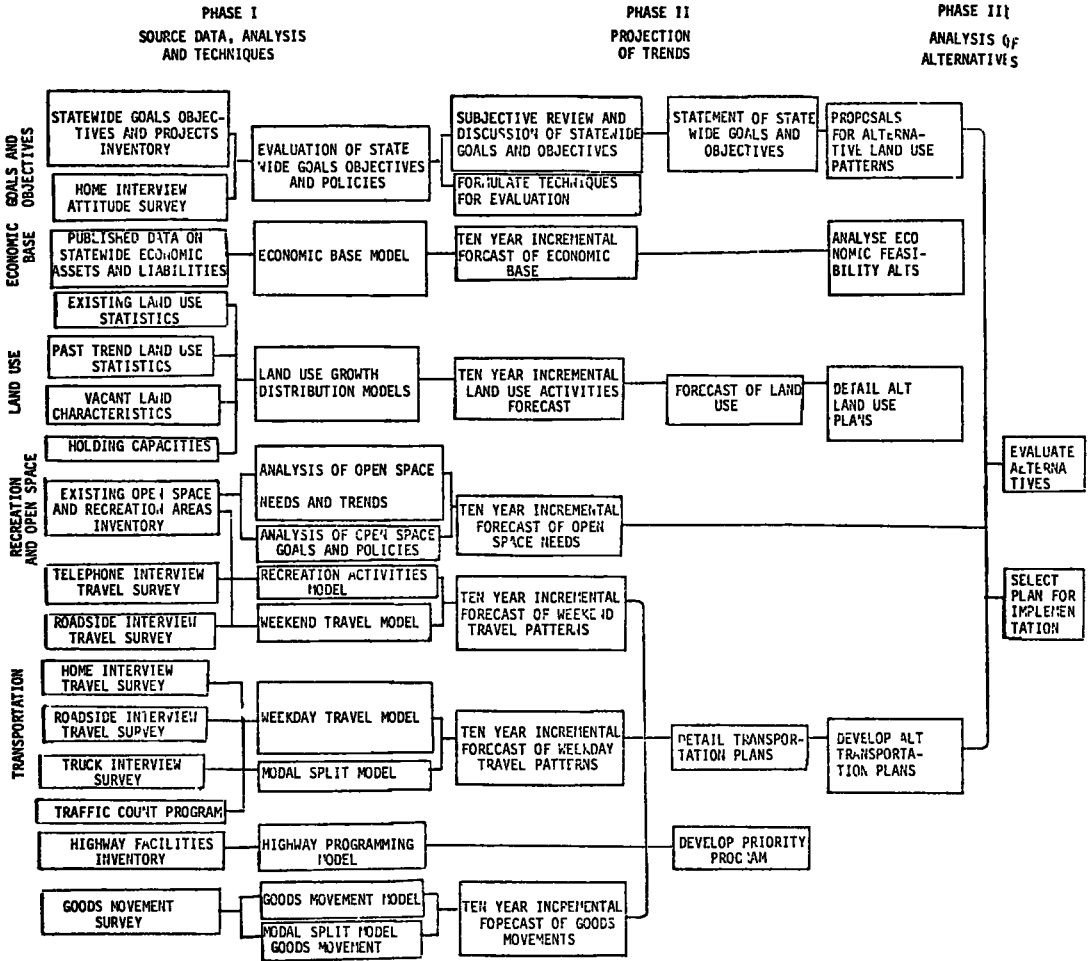 PHASE I
SOURCE DATA, ANALYSIS
AND TECHNIQUES
PHASE II
PROJECTION
OF TRENDS
PHASE III
ANALYSIS OF
ALTERNATIVES
GOALS AND
OBJECTIVES
STATEWIDE GOALS OBJEC-
TIVES AND PROJECTS
INVENTORY
HOME INTERVIEW
ATTITUDE SURVEY
EVALUATION OF STATE
WIDE GOALS OBJECTIVES
AND POLICIES
SUBJECTIVE REVIEW AND
DISCUSSION OF STATEWIDE
GOALS AND OBJECTIVES
FORMULATE TECHNIQUES
FOR EVALUATION
STATEMENT OF STATE
WIDE GOALS AND
OBJECTIVES
PROPOSALS
FOR ALTERNA-
TIVE LAND USE
PATTERNS
ECONOMIC
BASE
PUBLISHED DATA ON
STATEWIDE ECONOMIC
ASSETS AND LIABILITIES
ECONOMIC BASE MODEL
TEN YEAR INCREMENTAL
FORCAST OF ECONOMIC
BASE
ANALYSE ECO
NOMIC FEASI-
BILITY ALTS
LAND USE
EXISTING LAND USE
STATISTICS
PAST TREND LAND USE
STATISTICS
VACANT LAND
CHARACTERISTICS
HOLDING CAPACITIES
LAND USE GROWTH
DISTRIBUTION MODELS
TEN YEAR INCREMENTAL
LAND USE ACTIVITIES
FORECAST
FORECAST OF LAND
USE
DETAIL ALT
LAND USE
PLANS
RECREATION
AND OPEN SPACE
EXISTING OPEN SPACE
AND RECREATION AREAS
INVENTORY
TELEPHONE INTERVIEW
TRAVEL SURVEY
ROADSIDE INTERVIEW
TRAVEL SURVEY
ANALYSIS OF OPEN SPACE
NEEDS AND TRENDS
ANALYSIS OF OPEN SPACE
GOALS AND POLICIES
RECREATION ACTIVITIES
MODEL
WEEKEND TRAVEL MODEL
TEN YEAR INCREMENTAL
FORECAST OF OPEN
SPACE NEEDS
TEN YEAR INCREMENTAL
FORECAST OF WEEKEND
TRAVEL PATTERNS
EVALUATE
ALTERNA
TIVES
SELECT
PLAN FOR
IMPLEMEN
TATION
TRANSPORTATION
HOME INTERVIEW
TRAVEL SURVEY
ROADSIDE INTERVIEW
TRAVEL SURVEY
TRUCK INTERVIEW
SURVEY
TRAFFIC COUNT PROGRAM
HIGHWAY FACILITIES
INVENTORY
GOODS MOVEMENT
SURVEY
WEEKDAY TRAVEL MODEL
MODAL SPLIT MODEL
HIGHWAY PROGRAMMING
MODEL
GOODS MOVEMENT MODEL
MODAL SPLIT MODEL
GOODS MOVEMENT
TEN YEAR INCREMENTAL
FORECAST OF WEEKDAY
TRAVEL PATTERNS
TEN YEAR INCREMENTAL
FORECAST OF GOODS
MOVEMENTS
DETAIL TRANSPOR-
TATION PLANS
DEVELOP PRIORITY
PROGRAM
DEVELOP ALT
TRANSPORTA-
TION PLANS